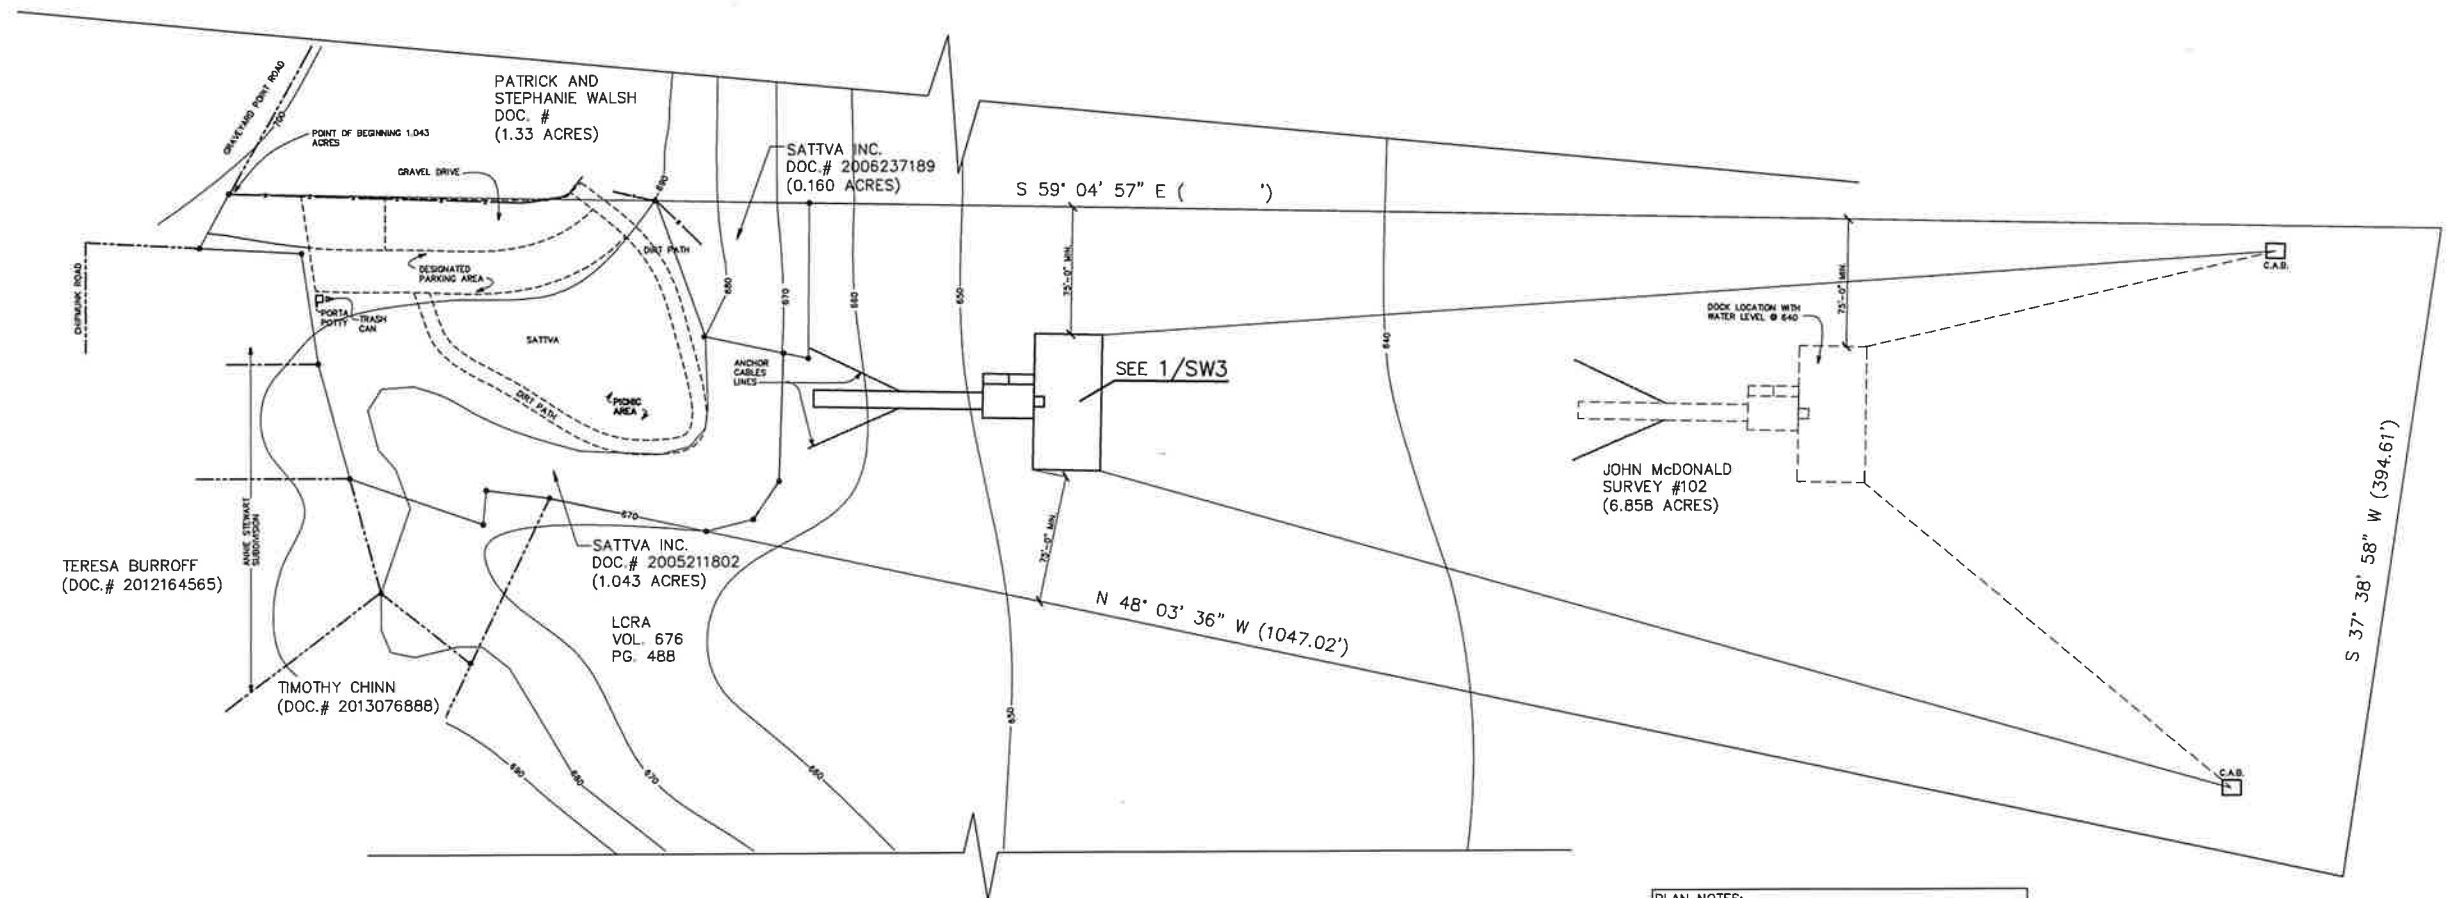 GRAVEYARD POINT ROAD
700
POINT OF BEGINNING 1.043
ACRES
PATRICK AND
STEPHANIE WALSH
DOC. #
(1.33 ACRES)
GRAVEL DRIVE
690
SATTVA INC.
DOC.# 2006237189
(0.160 ACRES)
S 59° 04' 57" E (          ')
CHIPMUNK ROAD
DESIGNATED
PARKING AREA
DIRT PATH
680
670
660
650
640
75'-0" MIN.
75'-0" MIN.
C.A.B.
PORTA
POTTY
TRASH
CAN
SATTVA
DOCK LOCATION WITH
WATER LEVEL @ 640
ANCHOR
CABLES
LINES
SEE 1/SW3
DIRT PATH
PICNIC
AREA
JOHN McDONALD
SURVEY #102
(6.858 ACRES)
S 37° 38' 58" W (394.61')
670
75'-0" MIN.
ANNIE STEWART
SUBDIVISION
SATTVA INC.
DOC.# 2005211802
(1.043 ACRES)
TERESA BURROFF
(DOC.# 2012164565)
N 48° 03' 36" W (1047.02')
LCRA
VOL. 676
PG. 488
TIMOTHY CHINN
(DOC.# 2013076888)
650
690
680
670
660
C.A.B.
PLAN NOTES: